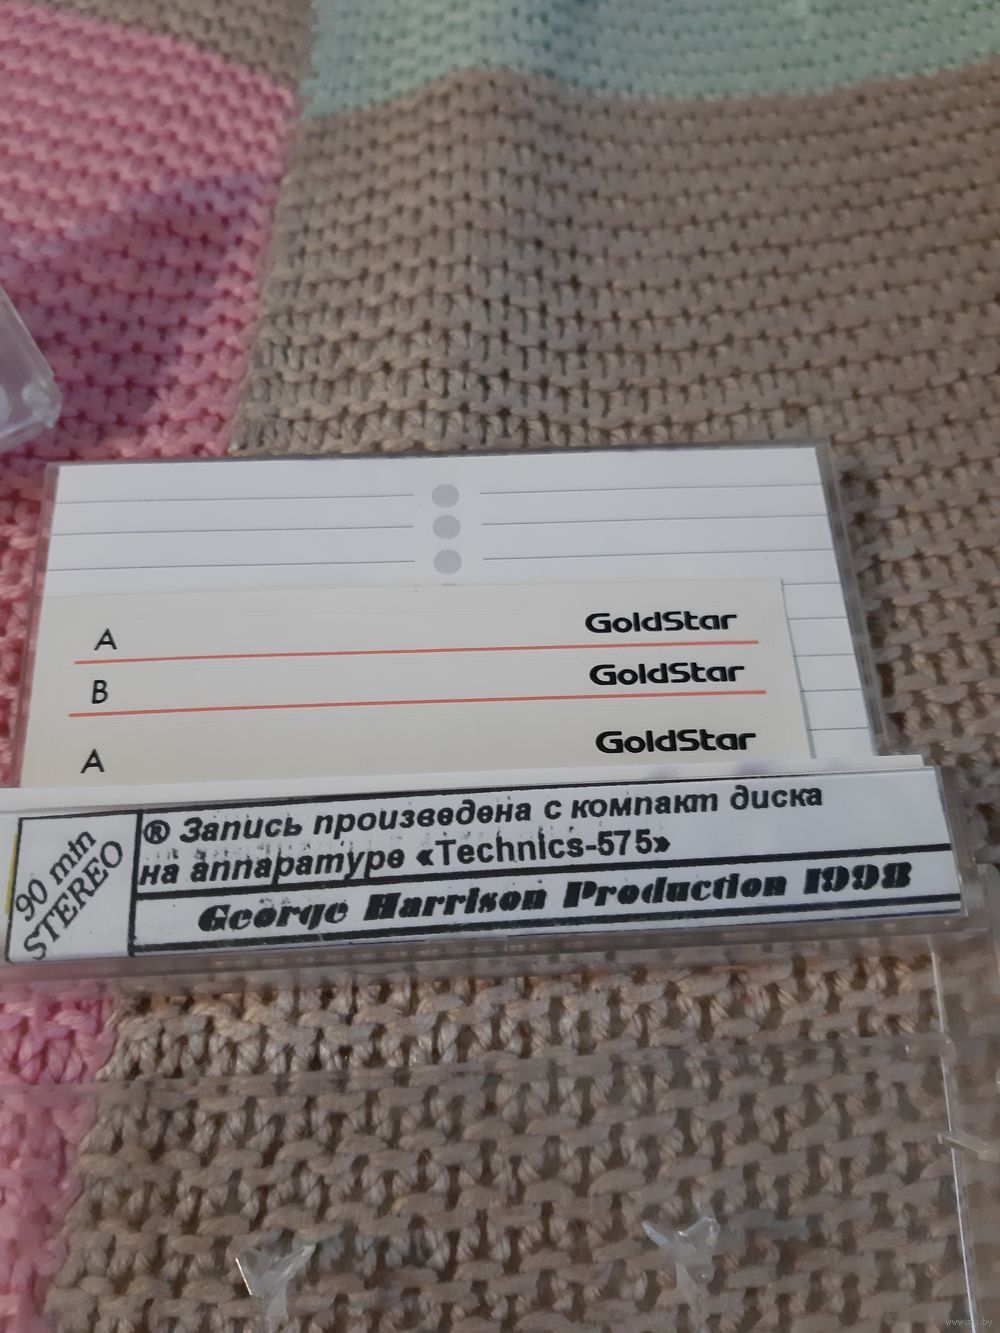 A GoldStar
B GoldStar
A GoldStar
90 min
STEREO
® Запись произведена с компакт диска
на аппаратуре «Technics-575»
George Harrison Production 1998